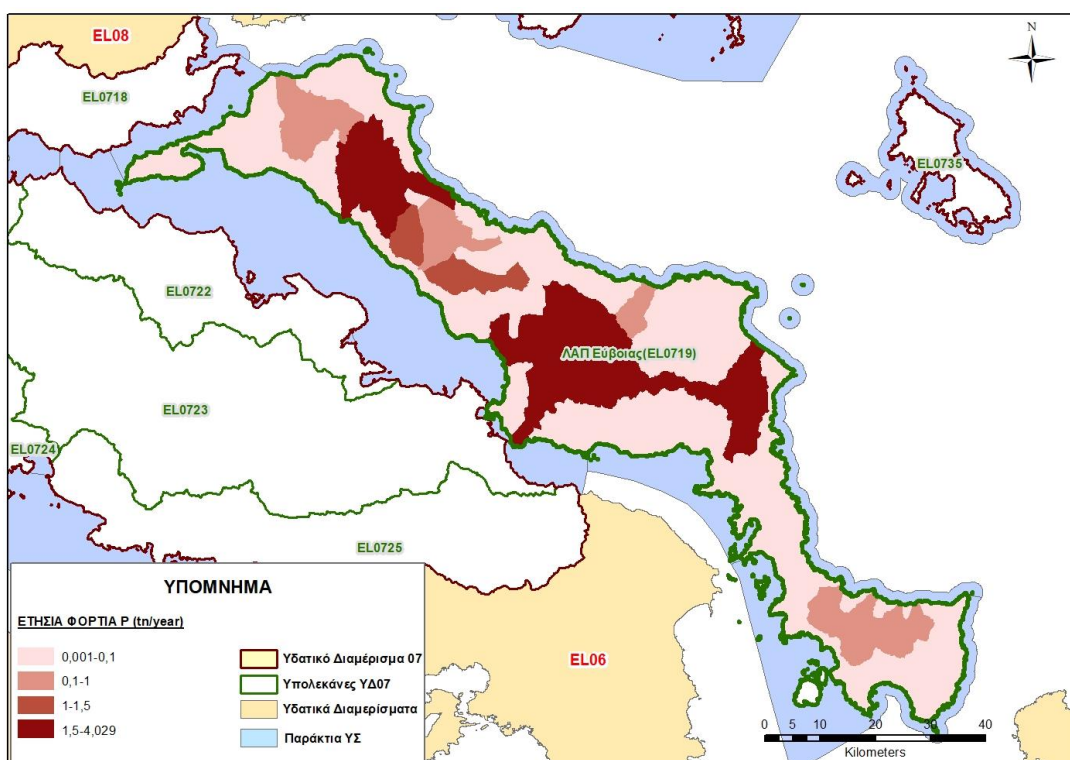 EL08
N
EL0718
EL0735
EL0722
ΛΑΠ Εύβοιας(EL0719)
EL0723
EL0724
EL0725
EL06
ΥΠΟΜΝΗΜΑ
ΕΤΗΣΙΑ ΦΟΡΤΙΑ P (tn/year)
0,001-0,1
0,1-1
1-1,5
1,5-4,029
Υδατικό Διαμέρισμα 07
Υπολεκάνες ΥΔ07
Υδατικά Διαμερίσματα
Παράκτια ΥΣ
0 5 10 20 30 40
Kilometers